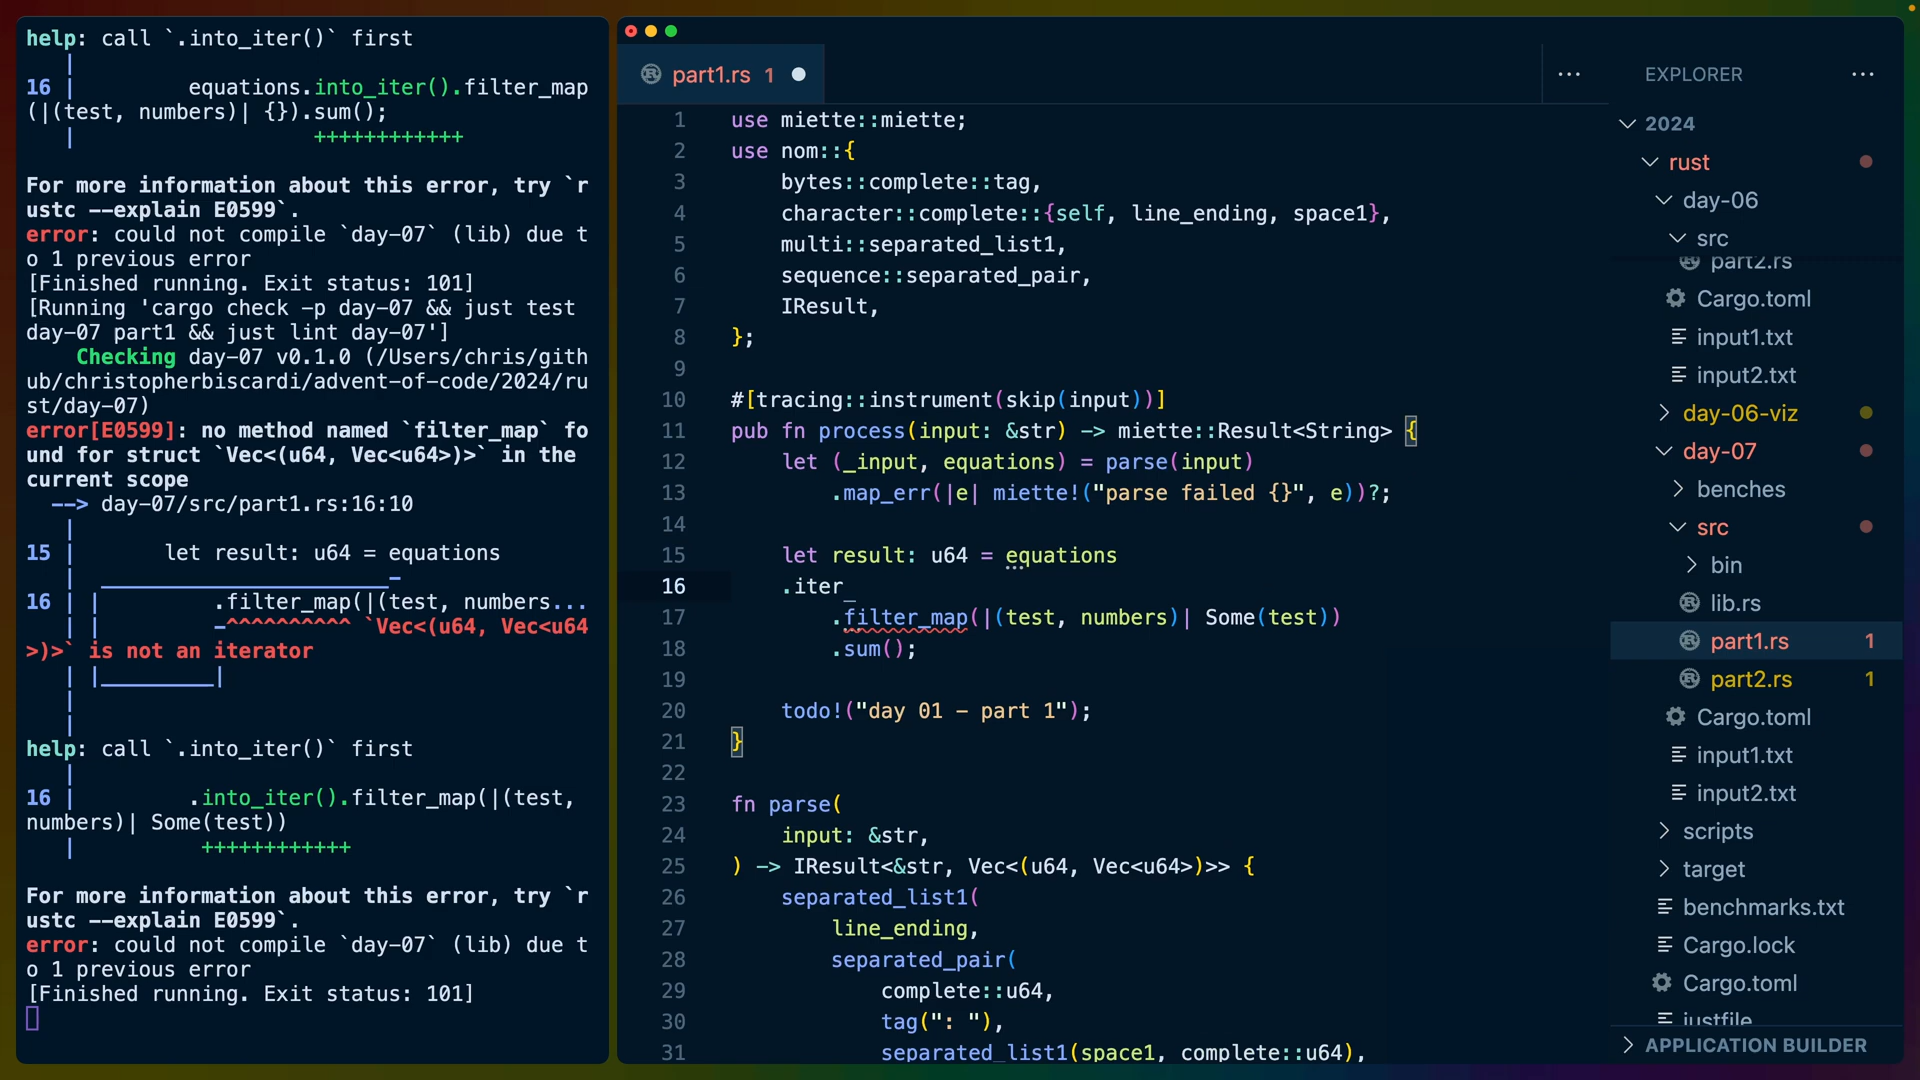 help: call `.into_iter()` first
|
16 |         equations.into_iter().filter_map
(|(test, numbers)| {}).sum();
|                   ++++++++++++
For more information about this error, try `r
ustc --explain E0599`.
error: could not compile `day-07` (lib) due t
o 1 previous error
[Finished running. Exit status: 101]
[Running 'cargo check -p day-07 && just test
day-07 part1 && just lint day-07']
Checking day-07 v0.1.0 (/Users/chris/gith
ub/christopherbiscardi/advent-of-code/2024/ru
st/day-07)
error[E0599]: no method named `filter_map` fo
und for struct `Vec<(u64, Vec<u64>)>` in the
current scope
--> day-07/src/part1.rs:16:10
|
15 |       let result: u64 = equations
|  _______________________-
16 | |         .filter_map(|(test, numbers...
| |         -^^^^^^^^^^ `Vec<(u64, Vec<u64
>)>` is not an iterator
| |_________|
|
|
help: call `.into_iter()` first
|
16 |         .into_iter().filter_map(|(test,
numbers)| Some(test))
|          ++++++++++++
For more information about this error, try `r
ustc --explain E0599`.
error: could not compile `day-07` (lib) due t
o 1 previous error
[Finished running. Exit status: 101]
part1.rs 1
1 use miette::miette;
2 use nom::{
3     bytes::complete::tag,
4     character::complete::{self, line_ending, space1},
5     multi::separated_list1,
6     sequence::separated_pair,
7     IResult,
8 };
9
10 #[tracing::instrument(skip(input))]
11 pub fn process(input: &str) -> miette::Result<String> {
12     let (_input, equations) = parse(input)
13         .map_err(|e| miette!("parse failed {}", e))?;
14
15     let result: u64 = equations
16     .iter_
17         .filter_map(|(test, numbers)| Some(test))
18         .sum();
19
20     todo!("day 01 - part 1");
21 }
22
23 fn parse(
24     input: &str,
25 ) -> IResult<&str, Vec<(u64, Vec<u64>)>> {
26     separated_list1(
27         line_ending,
28         separated_pair(
29             complete::u64,
30             tag(": "),
31             separated_list1(space1, complete::u64),
EXPLORER
2024
rust
day-06
src
part2.rs
Cargo.toml
input1.txt
input2.txt
day-06-viz
day-07
benches
src
bin
lib.rs
part1.rs 1
part2.rs 1
Cargo.toml
input1.txt
input2.txt
scripts
target
benchmarks.txt
Cargo.lock
Cargo.toml
justfile
APPLICATION BUILDER